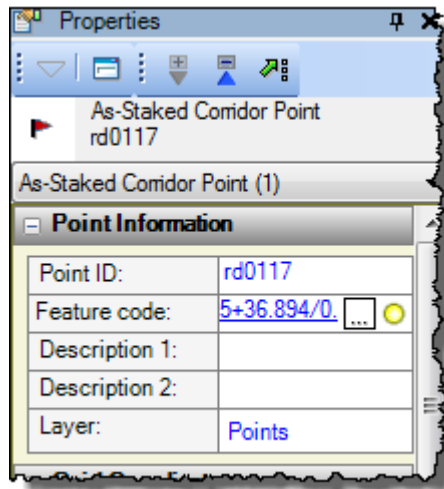 Properties
As-Staked Corridor Point
rd0117
As-Staked Corridor Point (1)
Point Information
Point ID: rd0117
Feature code: 5+36.894/0. ...
Description 1:
Description 2:
Layer: Points